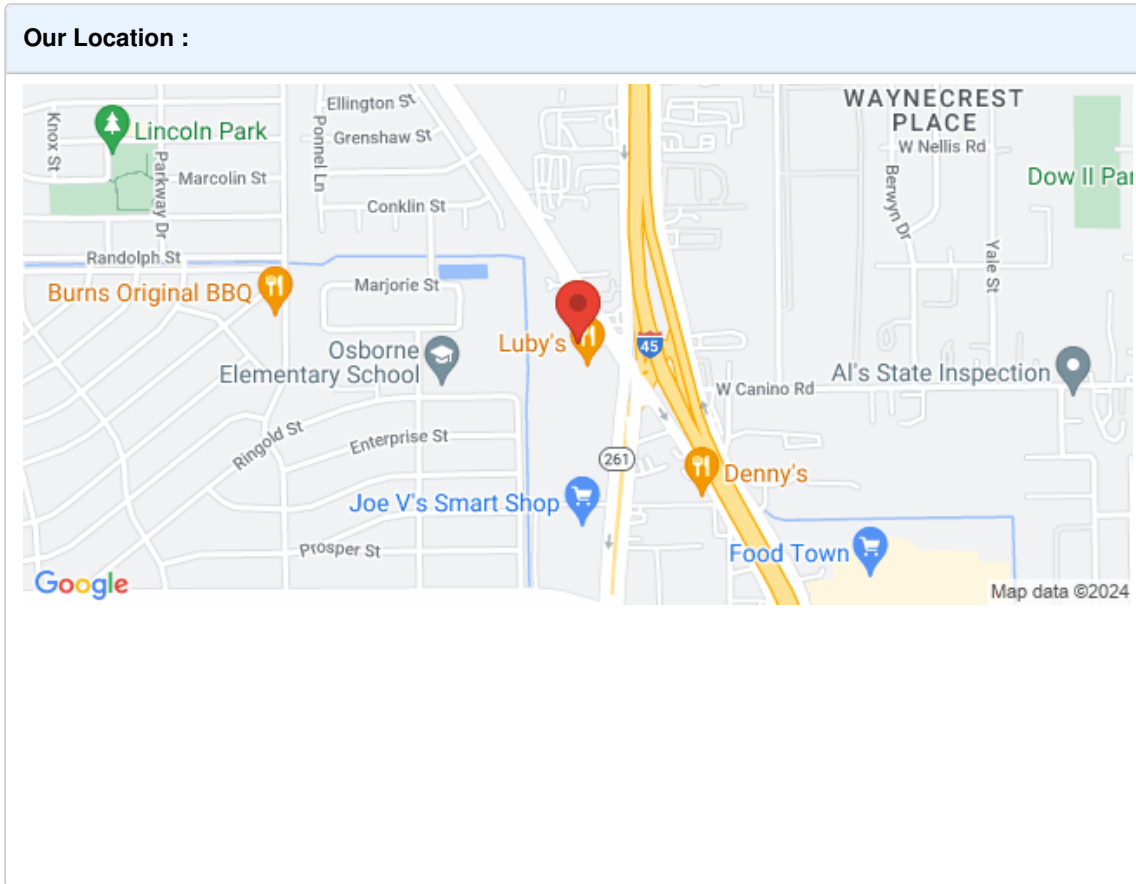 Our Location :
Knox St
Lincoln Park
Parkway Dr
Marcolin St
Ponnel Ln
Ellington St
Grenshaw St
Conklin St
WAYNECREST
PLACE
W Nellis Rd
Berwyn Dr
Yale St
Dow II Par
Randolph St
Burns Original BBQ
Marjorie St
Osborne
Elementary School
Luby's
45
W Canino Rd
Al's State Inspection
Ringold St
Enterprise St
261
Denny's
Joe V's Smart Shop
Prosper St
Food Town
Google
Map data ©2024